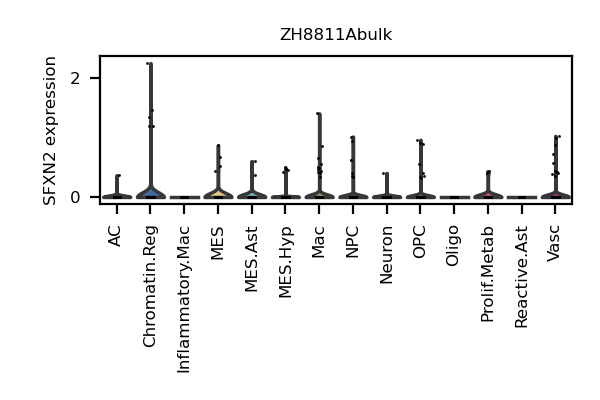 ZH8811Abulk
SFXN2 expression
2
0
AC
Chromatin.Reg
Inflammatory.Mac
MES
MES.Ast
MES.Hyp
Mac
NPC
Neuron
OPC
Oligo
Prolif.Metab
Reactive.Ast
Vasc